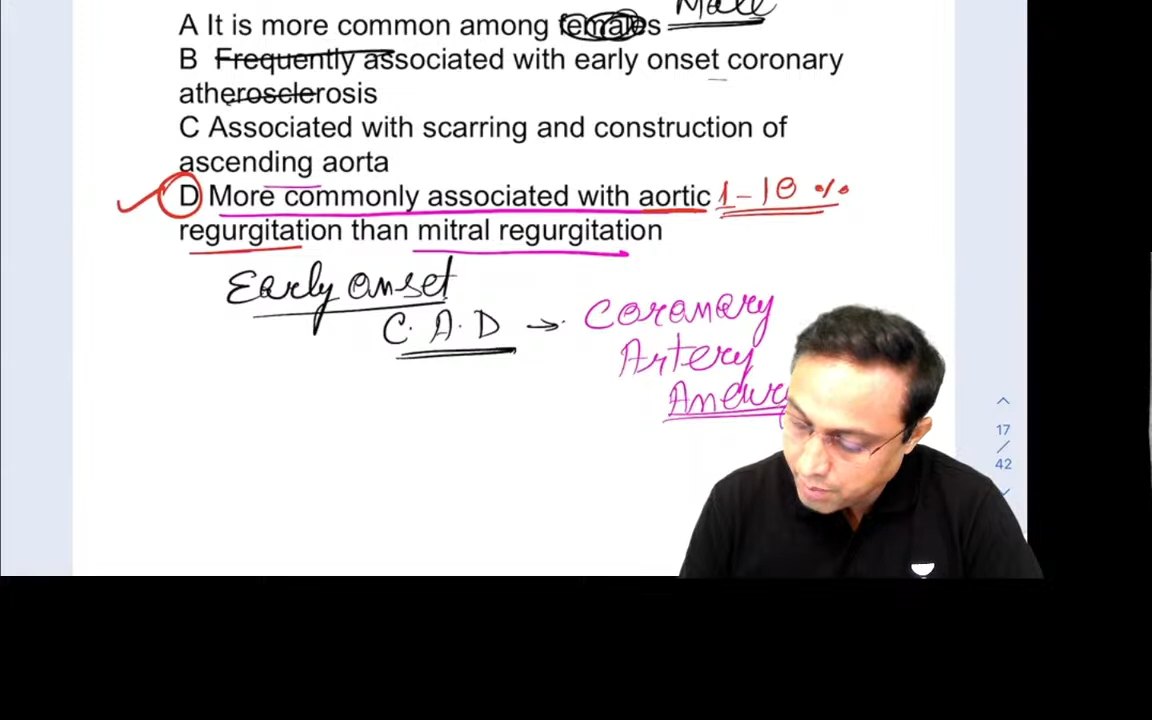 A It is more common among females Male
B Frequently associated with early onset coronary
atherosclerosis
C Associated with scarring and construction of
ascending aorta
D More commonly associated with aortic 1-10 %
regurgitation than mitral regurgitation
Early onset
C. A. D → Coronary
Artery
17
/
42